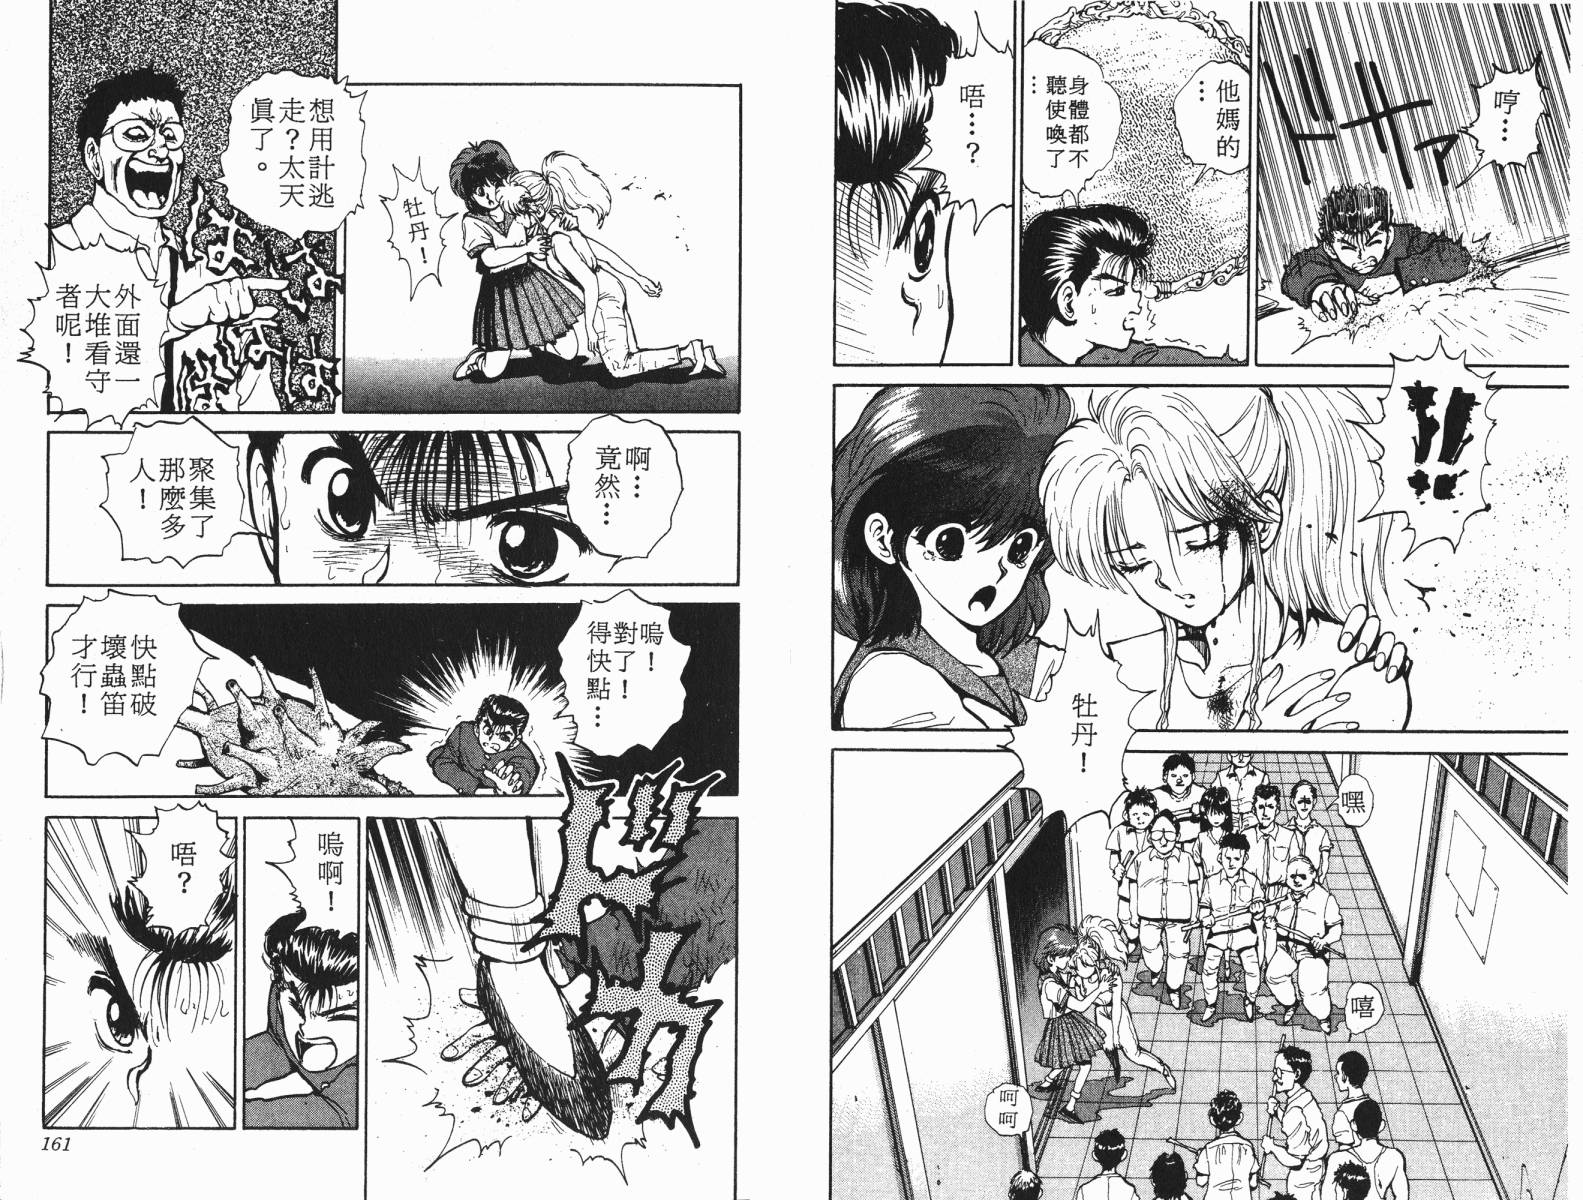 哼…
ドサァ
他媽的
…
身體都不
聽使喚了
…
唔…？
!!
牡丹！
嘿
嘻
呵呵
牡丹！
想用計逃
走？太天
眞了。
外面還一
大堆看守
者呢！
啊…
竟然…
聚集了
那麼多
人！
嗚！
對了！
得快點…
快點破
壞蟲笛
才行！
嗚啊！
唔？
161